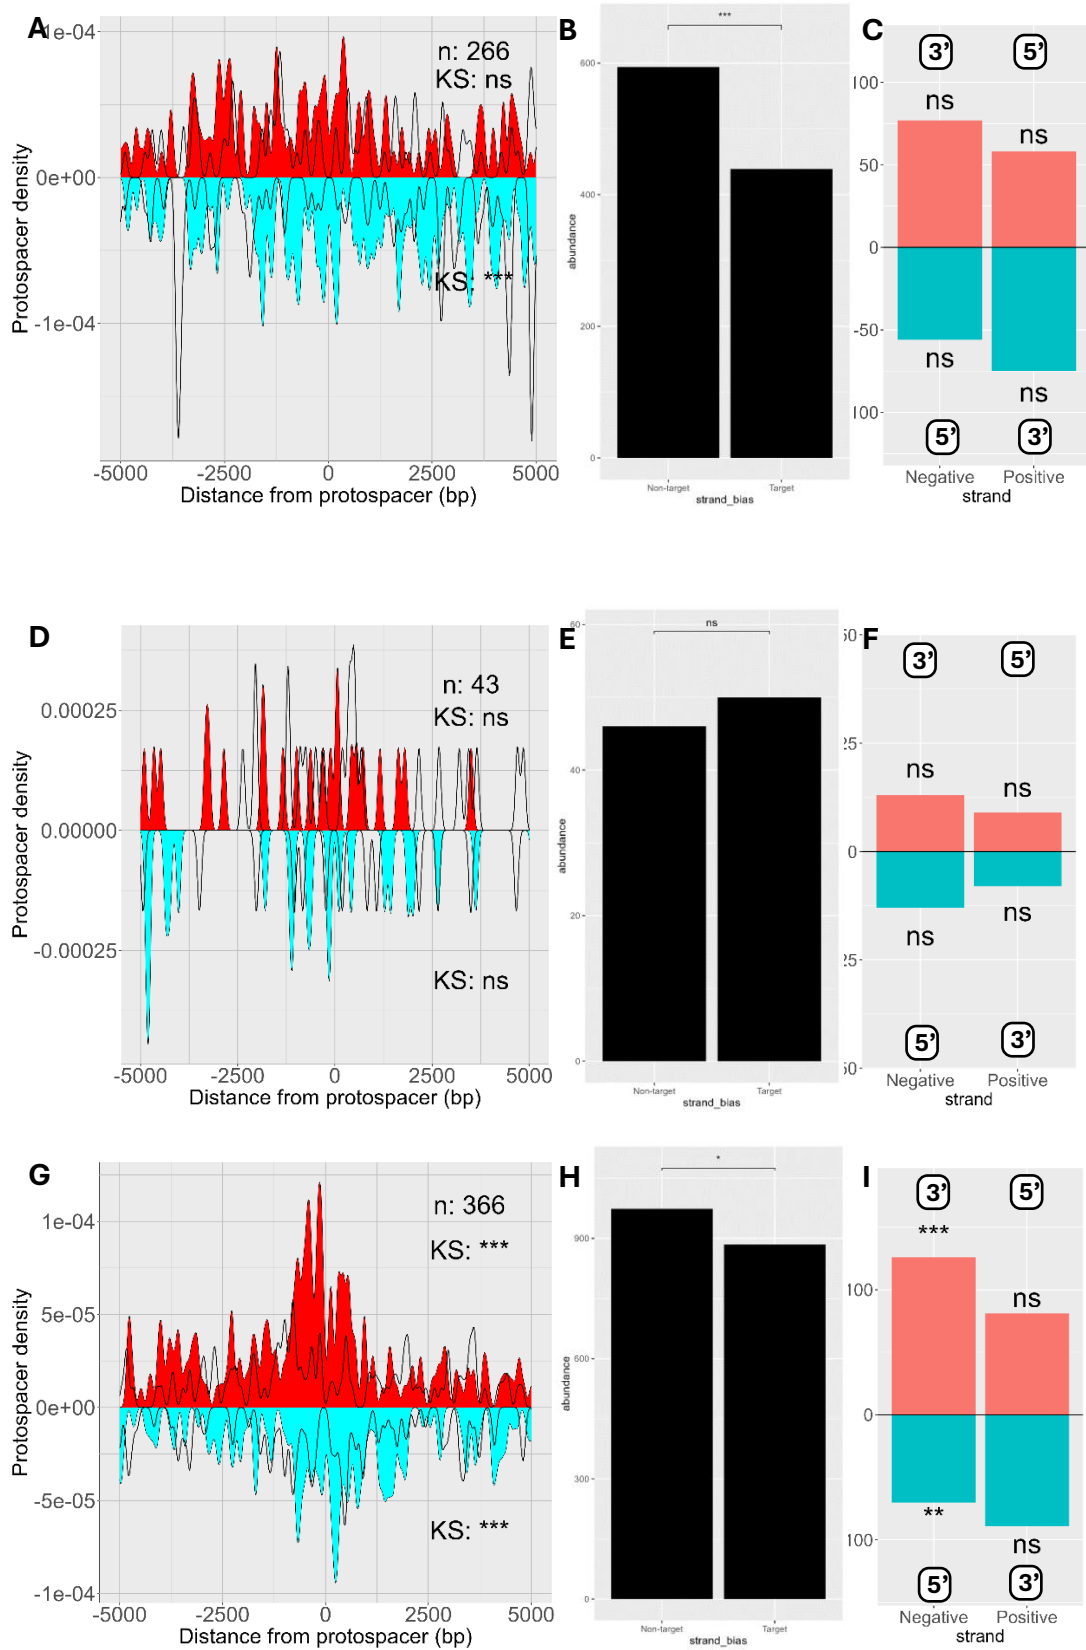 A
1e-04
0e+00
-1e-04
Protospacer density
n: 266
KS: ns
KS: ***
-5000 -2500 0 2500 5000
Distance from protospacer (bp)
B
***
600
400
200
0
abundance
Non-target Target
strand_bias
C
3’ 5’
100
50
0
-50
100
ns
ns
ns
ns
5’ 3’
Negative Positive
strand
D
0.00025
0.00000
-0.00025
Protospacer density
n: 43
KS: ns
KS: ns
-5000 -2500 0 2500 5000
Distance from protospacer (bp)
E
ns
60
40
20
0
abundance
Non-target Target
strand_bias
F
3’ 5’
50
25
0
25
50
ns
ns
ns
ns
5’ 3’
Negative Positive
strand
G
1e-04
5e-05
0e+00
-5e-05
-1e-04
Protospacer density
n: 366
KS: ***
KS: ***
-5000 -2500 0 2500 5000
Distance from protospacer (bp)
H
*
900
600
300
0
abundance
Non-target Target
strand_bias
I
3’ 5’
100
0
100
***
ns
**
ns
5’ 3’
Negative Positive
strand